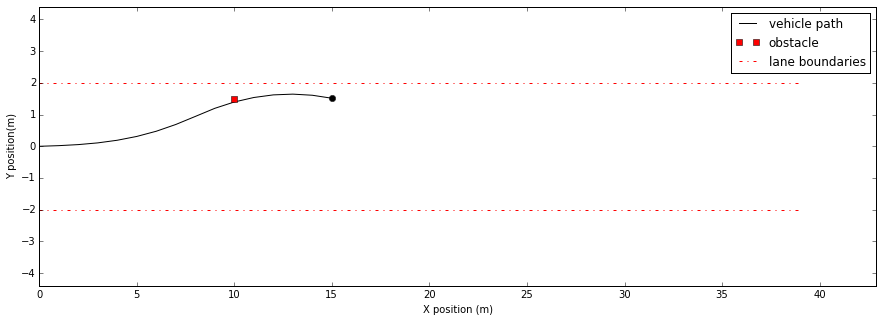 4
3
2
1
0
−1
−2
−3
−4
Y position(m)
0 5 10 15 20 25 30 35 40
X position (m)
vehicle path
obstacle
lane boundaries